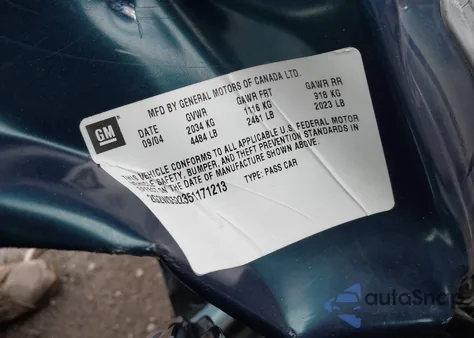 MFD BY GENERAL MOTORS OF CANADA LTD.
GM
DATE GVWR GAWR FRT GAWR RR
09/04 2034 KG 1116 KG 918 KG
4484 LB 2461 LB 2023 LB
THIS VEHICLE CONFORMS TO ALL APPLICABLE U.S. FEDERAL MOTOR
VEHICLE SAFETY, BUMPER, AND THEFT PREVENTION STANDARDS IN
EFFECT ON THE DATE OF MANUFACTURE SHOWN ABOVE.
TYPE: PASS CAR
autoSnap